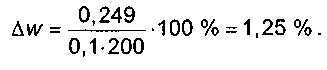 Δw = 0,249 / 0,1·200 · 100 % = 1,25 % .